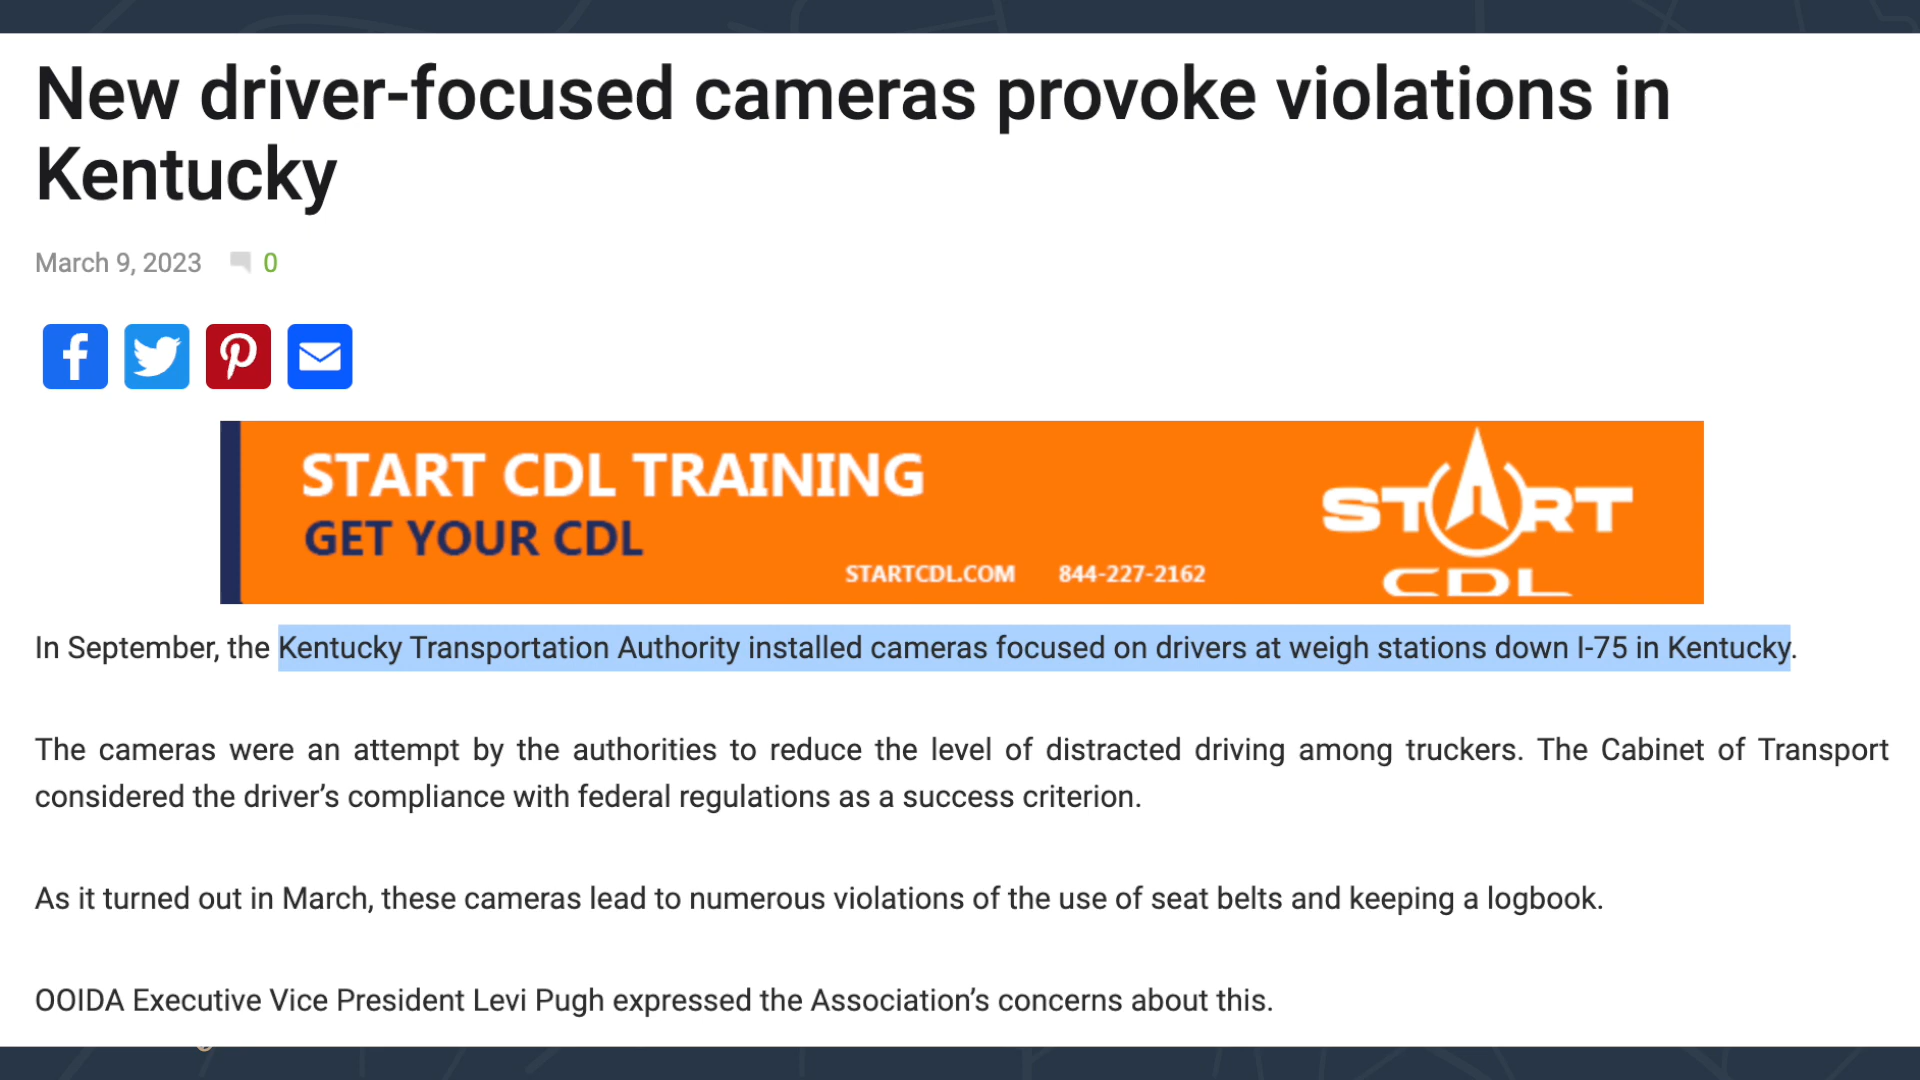 New driver-focused cameras provoke violations in
Kentucky
March 9, 2023 0
START CDL TRAINING
GET YOUR CDL
STARTCDL.COM 844-227-2162
START
CDL
In September, the Kentucky Transportation Authority installed cameras focused on drivers at weigh stations down I-75 in Kentucky.
The cameras were an attempt by the authorities to reduce the level of distracted driving among truckers. The Cabinet of Transport
considered the driver’s compliance with federal regulations as a success criterion.
As it turned out in March, these cameras lead to numerous violations of the use of seat belts and keeping a logbook.
OOIDA Executive Vice President Levi Pugh expressed the Association’s concerns about this.